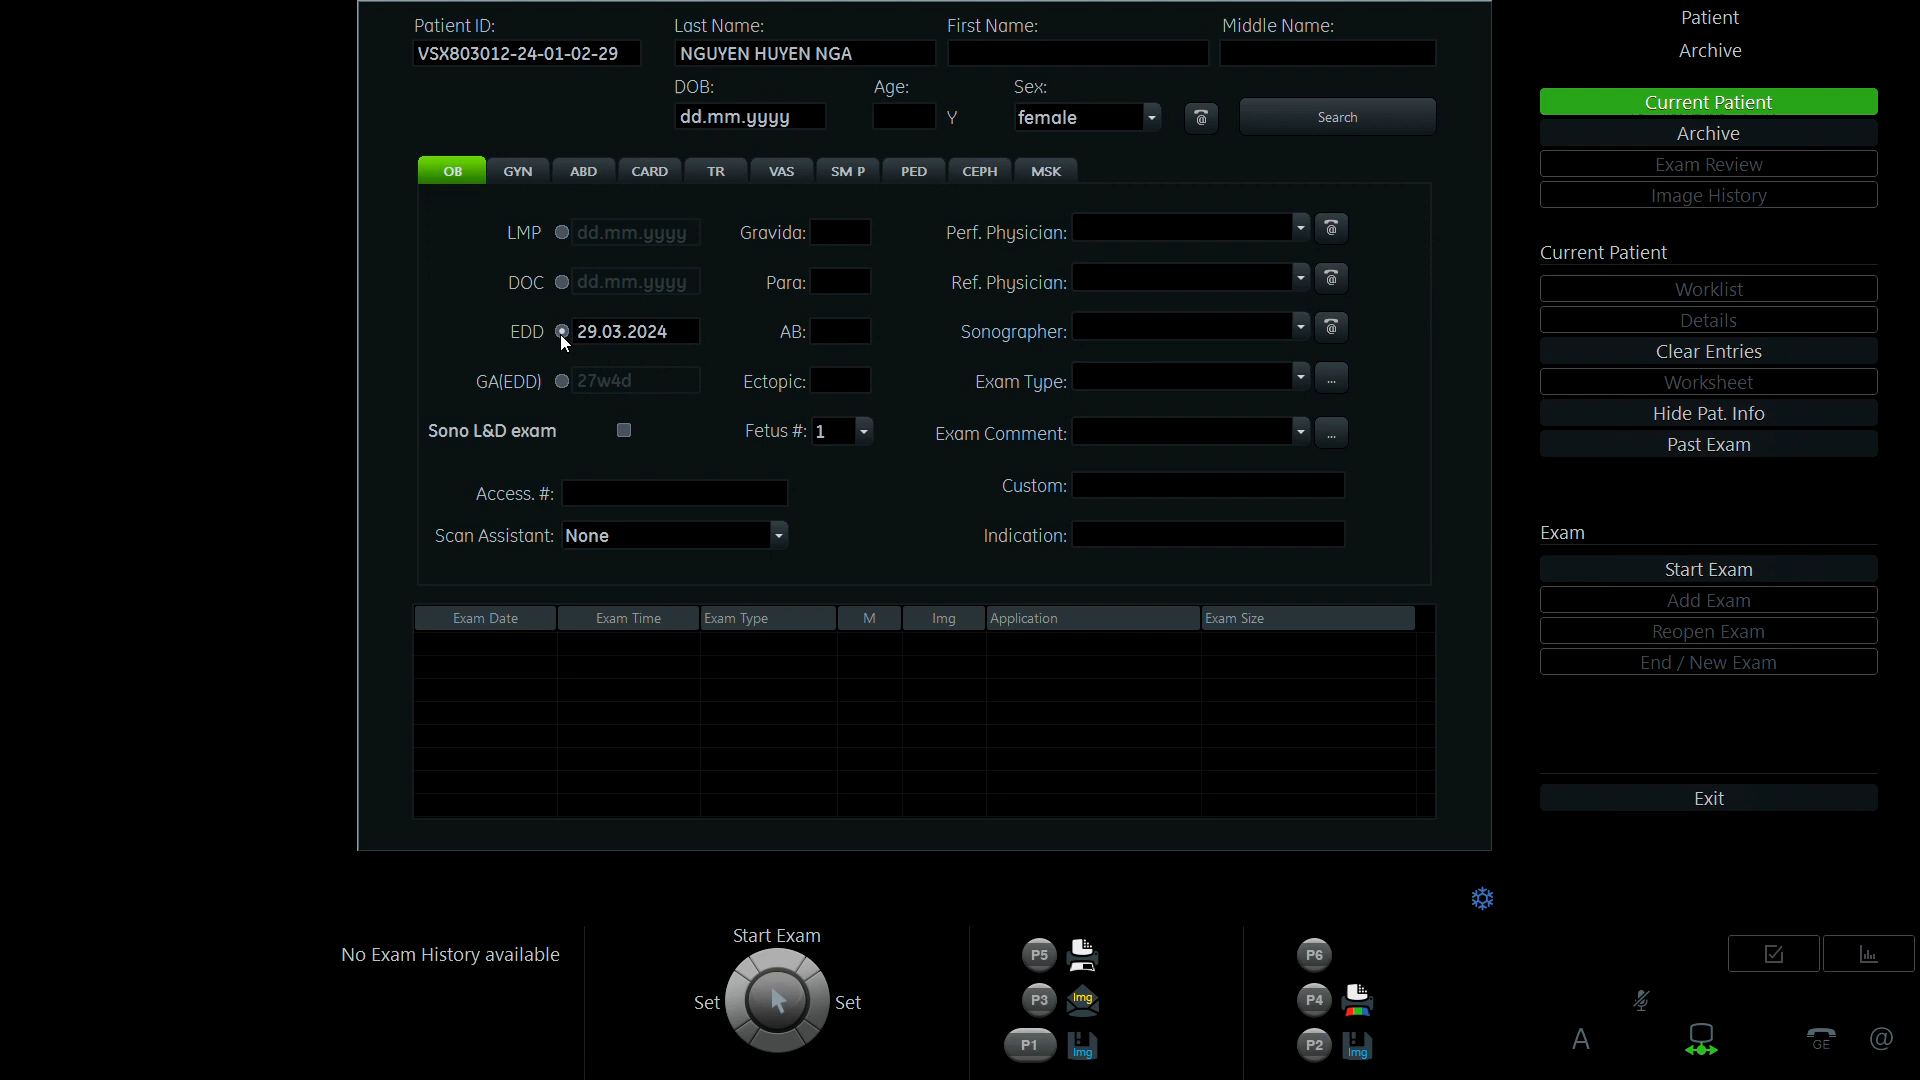 Patient ID: Last Name: First Name: Middle Name:
VSX803012-24-01-02-29 NGUYEN HUYEN NGA
DOB: Age: Sex:
dd.mm.yyyy Y female @ Search
OB GYN ABD CARD TR VAS SM P PED CEPH MSK
LMP dd.mm.yyyy Gravida: Perf. Physician: @
DOC dd.mm.yyyy Para: Ref. Physician: @
EDD 29.03.2024 AB: Sonographer: @
GA(EDD) 27w4d Ectopic: Exam Type: ...
Sono L&D exam Fetus #: 1 Exam Comment: ...
Access. #: Custom:
Scan Assistant: None Indication:
Exam Date Exam Time Exam Type M Img Application Exam Size
Patient
Archive
Current Patient
Archive
Exam Review
Image History
Current Patient
Worklist
Details
Clear Entries
Worksheet
Hide Pat. Info
Past Exam
Exam
Start Exam
Add Exam
Reopen Exam
End / New Exam
Exit
No Exam History available
Start Exam
Set Set
P5 P6
P3 Img P4
P1 Img P2 Img
A GE @